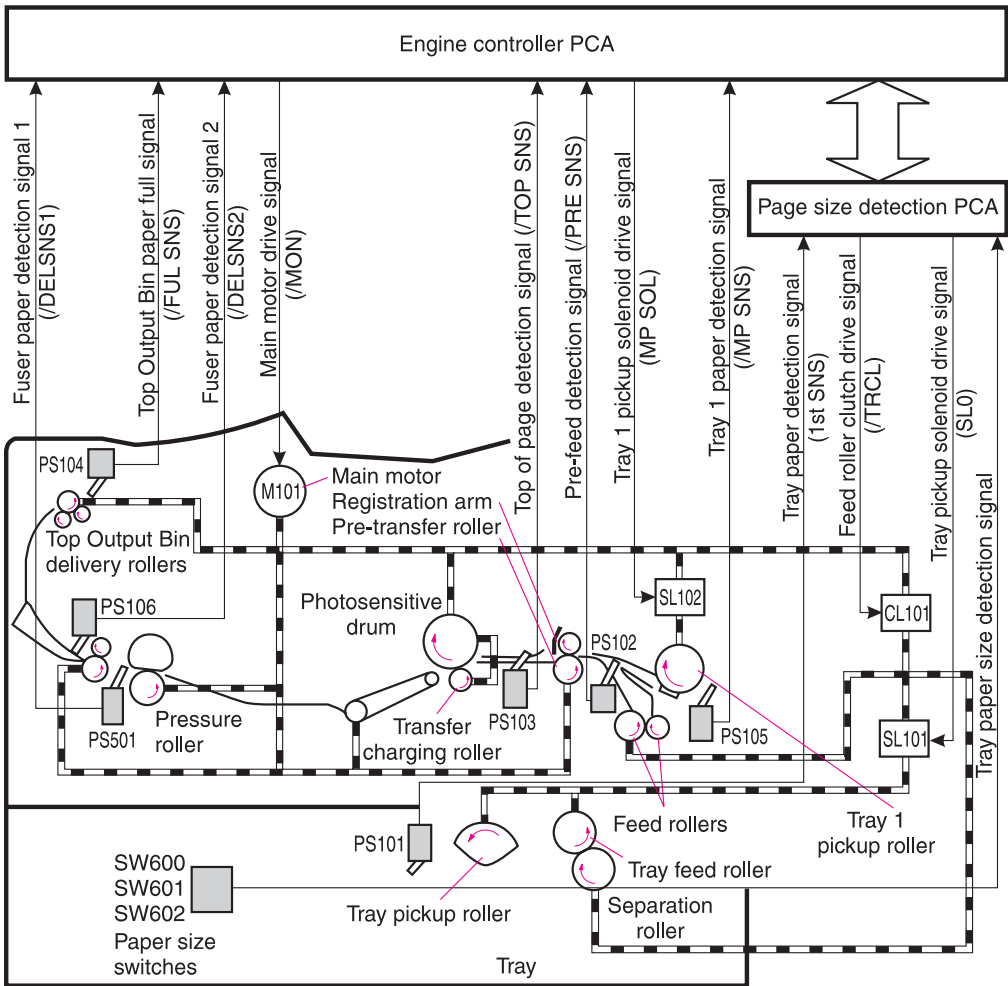 Engine controller PCA
Page size detection PCA
Fuser paper detection signal 1
(/DELSNS1)
Top Output Bin paper full signal
(/FUL SNS)
Fuser paper detection signal 2
(/DELSNS2)
Main motor drive signal
(/MON)
Top of page detection signal (/TOP SNS)
Pre-feed detection signal (/PRE SNS)
Tray 1 pickup solenoid drive signal
(MP SOL)
Tray 1 paper detection signal
(/MP SNS)
Tray paper detection signal
(1st SNS)
Feed roller clutch drive signal
(/TRCL)
Tray pickup solenoid drive signal
(SL0)
Tray paper size detection signal
PS104
M101
Main motor
Registration arm
Pre-transfer roller
Top Output Bin
delivery rollers
PS106
Photosensitive
drum
SL102
CL101
PS102
PS501
Pressure
roller
Transfer
charging roller
PS103
PS105
SL101
PS101
Feed rollers
Tray 1
pickup roller
SW600
SW601
SW602
Paper size
switches
Tray pickup roller
Tray feed roller
Separation
roller
Tray